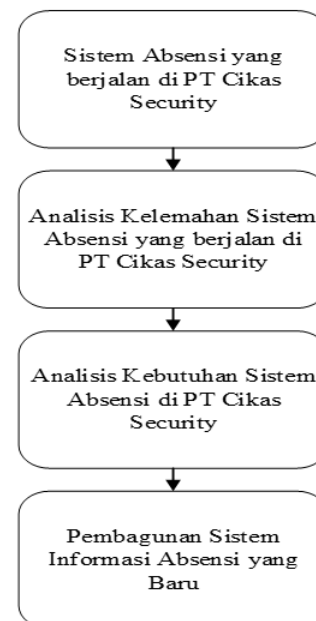 Sistem Absensi yang
berjalan di PT Cikas
Security
Analisis Kelemahan Sistem
Absensi yang berjalan di
PT Cikas Security
Analisis Kebutuhan Sistem
Absensi di PT Cikas
Security
Pembagunan Sistem
Informasi Absensi yang
Baru